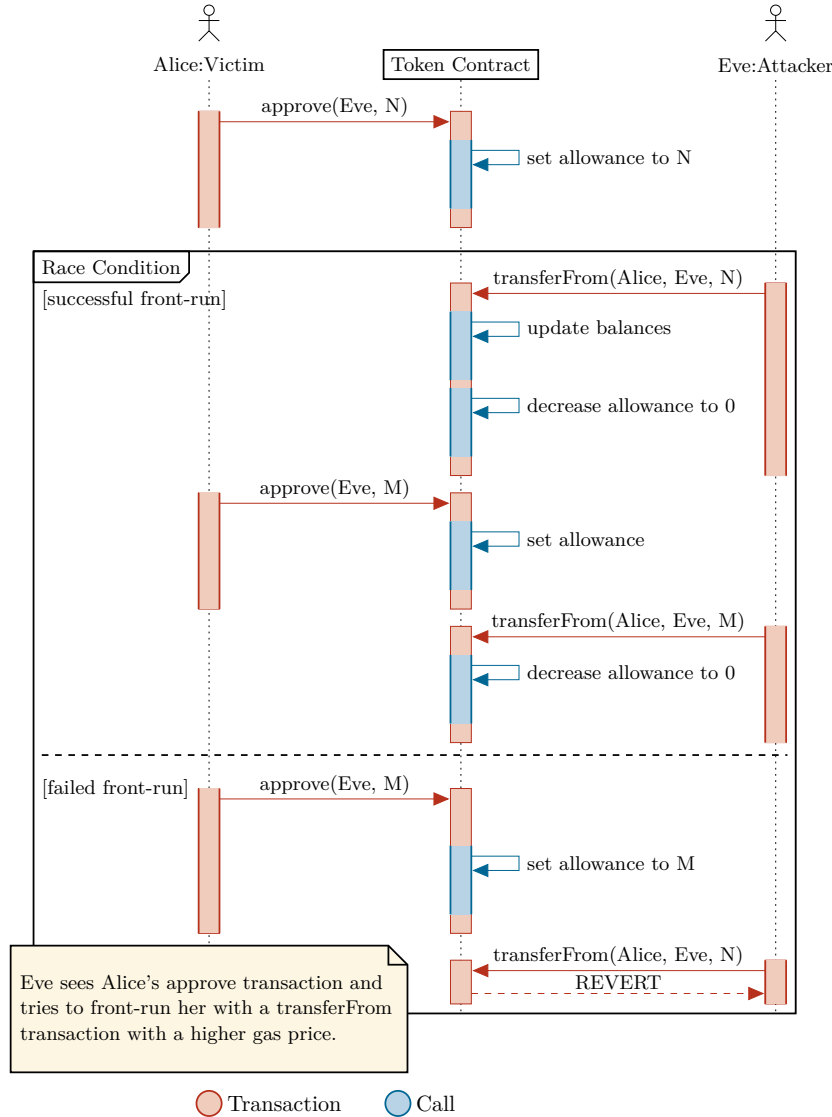 Alice:Victim
Token Contract
Eve:Attacker
approve(Eve, N)
set allowance to N
Race Condition
[successful front-run]
transferFrom(Alice, Eve, N)
update balances
decrease allowance to 0
approve(Eve, M)
set allowance
transferFrom(Alice, Eve, M)
decrease allowance to 0
[failed front-run]
approve(Eve, M)
set allowance to M
transferFrom(Alice, Eve, N)
REVERT
Eve sees Alice's approve transaction and
tries to front-run her with a transferFrom
transaction with a higher gas price.
Transaction
Call